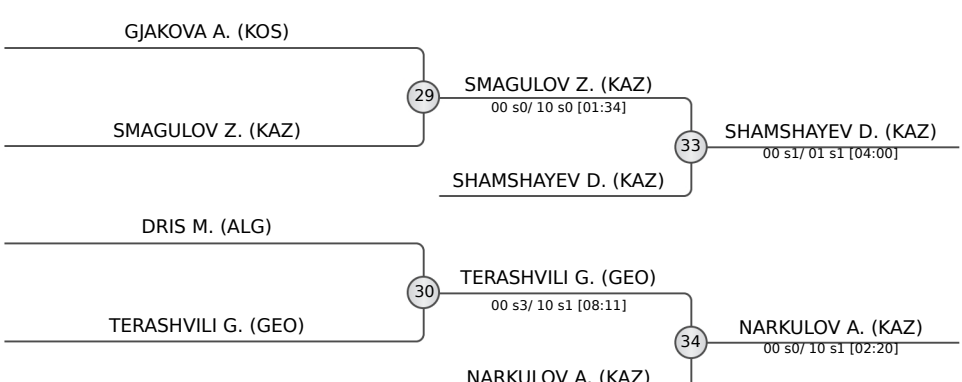 GJAKOVA A. (KOS)
29
SMAGULOV Z. (KAZ)
00 s0/ 10 s0 [01:34]
SMAGULOV Z. (KAZ)
33
SHAMSHAYEV D. (KAZ)
00 s1/ 01 s1 [04:00]
SHAMSHAYEV D. (KAZ)
DRIS M. (ALG)
30
TERASHVILI G. (GEO)
00 s3/ 10 s1 [08:11]
TERASHVILI G. (GEO)
34
NARKULOV A. (KAZ)
00 s0/ 10 s1 [02:20]
NARKULOV A. (KAZ)